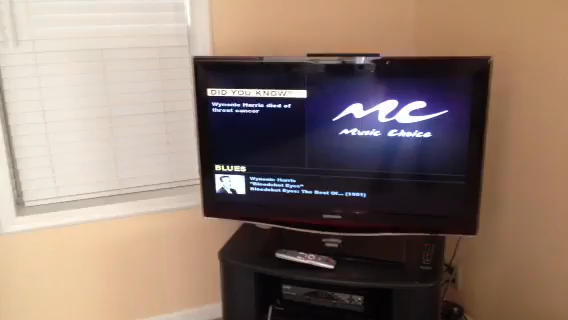 DID YOU KNOW?
Wynonie Harris died of
throat cancer
MC
Music Choice
BLUES
Wynonie Harris
"Bloodshot Eyes"
Bloodshot Eyes: The Best Of... (1951)